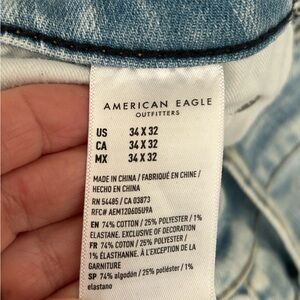 AMERICAN EAGLE
OUTFITTERS
US 34 X 32
CA 34 X 32
MX 34 X 32
MADE IN CHINA / FABRIQUÉ EN CHINE /
HECHO EN CHINA
RN 54485 / CA 03873
RFC# AEM120605U9A
EN 74% COTTON / 25% POLYESTER / 1%
ELASTANE. EXCLUSIVE OF DECORATION
FR 74% COTON / 25% POLYESTER /
1% ÉLASTHANNE. À L'EXCEPTION DE LA
GARNITURE
SP 74% algodón / 25% poliéster / 1%
elastano